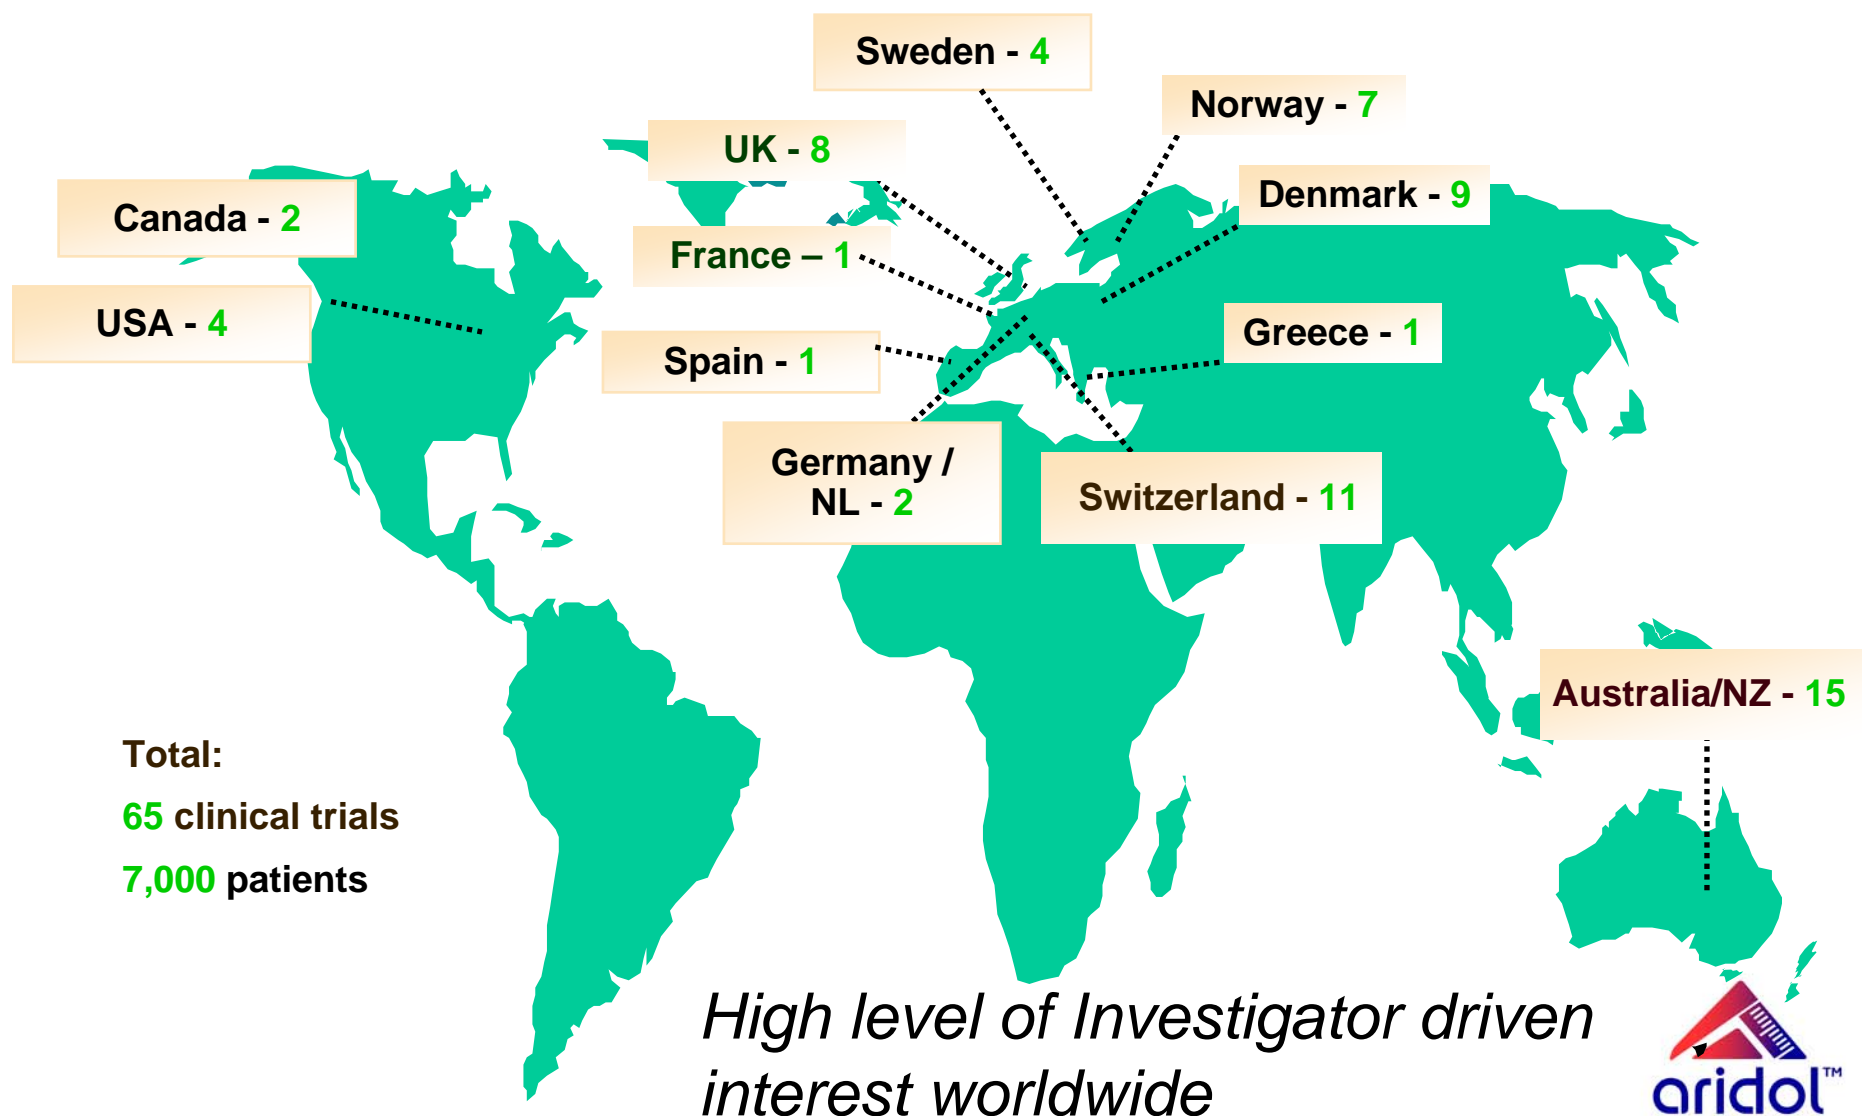 Sweden - 4
Norway - 7
UK - 8
Denmark - 9
Canada - 2
France – 1
USA - 4
Greece - 1
Spain - 1
Germany /
NL - 2
Switzerland - 11
Australia/NZ - 15
Total:
65 clinical trials
7,000 patients
High level of Investigator driven
interest worldwide
aridol™